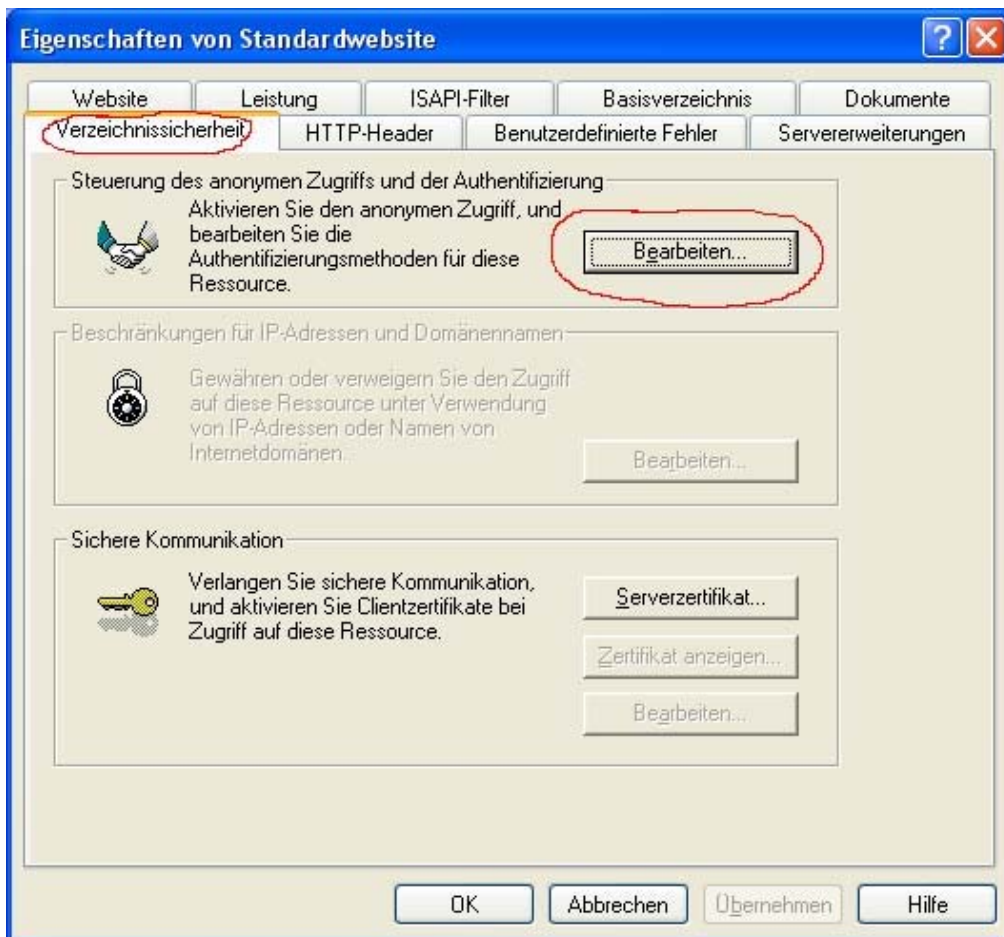 Eigenschaften von Standardwebsite
Website
Leistung
ISAPI-Filter
Basisverzeichnis
Dokumente
Verzeichnissicherheit
HTTP-Header
Benutzerdefinierte Fehler
Servererweiterungen
Steuerung des anonymen Zugriffs und der Authentifizierung
Aktivieren Sie den anonymen Zugriff, und
bearbeiten Sie die
Authentifizierungsmethoden für diese
Ressource.
Bearbeiten...
Beschränkungen für IP-Adressen und Domänennamen
Gewähren oder verweigern Sie den Zugriff
auf diese Ressource unter Verwendung
von IP-Adressen oder Namen von
Internetdomänen.
Bearbeiten...
Sichere Kommunikation
Verlangen Sie sichere Kommunikation,
und aktivieren Sie Clientzertifikate bei
Zugriff auf diese Ressource.
Serverzertifikat...
Zertifikat anzeigen...
Bearbeiten...
OK
Abbrechen
Übernehmen
Hilfe